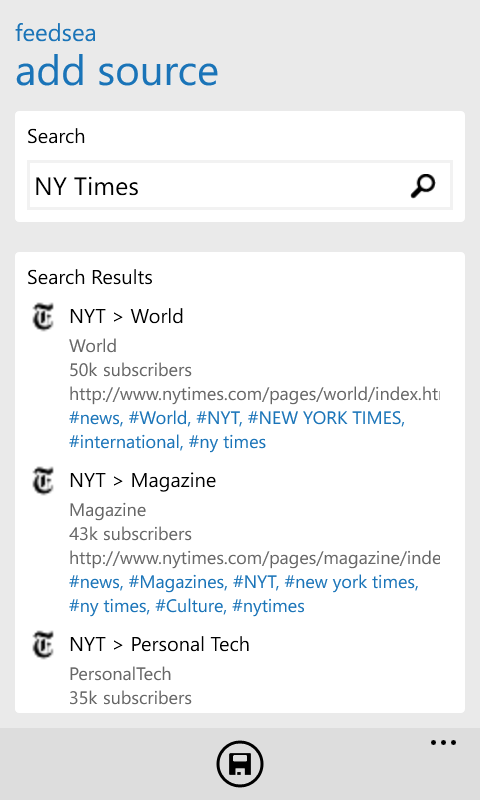 feedsea
add source
Search
NY Times
Search Results
NYT > World
World
50k subscribers
http://www.nytimes.com/pages/world/index.htm
#news, #World, #NYT, #NEW YORK TIMES,
#international, #ny times
NYT > Magazine
Magazine
43k subscribers
http://www.nytimes.com/pages/magazine/inde
#news, #Magazines, #NYT, #new york times,
#ny times, #Culture, #nytimes
NYT > Personal Tech
PersonalTech
35k subscribers